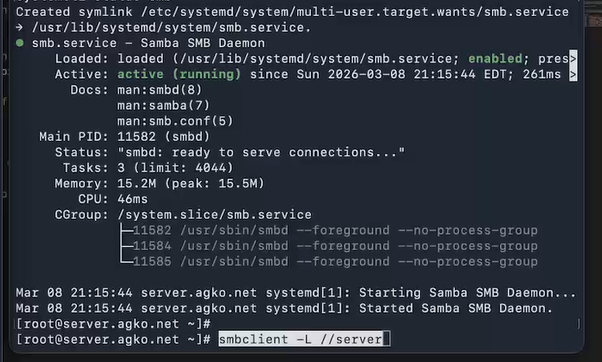 Created symlink /etc/systemd/system/multi-user.target.wants/smb.service
→ /usr/lib/systemd/system/smb.service.
● smb.service – Samba SMB Daemon
Loaded: loaded (/usr/lib/systemd/system/smb.service; enabled; pres>
Active: active (running) since Sun 2026-03-08 21:15:44 EDT; 261ms >
Docs: man:smbd(8)
man:samba(7)
man:smb.conf(5)
Main PID: 11582 (smbd)
Status: "smbd: ready to serve connections..."
Tasks: 3 (limit: 4044)
Memory: 15.2M (peak: 15.5M)
CPU: 46ms
CGroup: /system.slice/smb.service
├─11582 /usr/sbin/smbd --foreground --no-process-group
├─11584 /usr/sbin/smbd --foreground --no-process-group
└─11585 /usr/sbin/smbd --foreground --no-process-group
Mar 08 21:15:44 server.agko.net systemd[1]: Starting Samba SMB Daemon...
Mar 08 21:15:44 server.agko.net systemd[1]: Started Samba SMB Daemon.
[root@server.agko.net ~]#
[root@server.agko.net ~]# smbclient -L //server